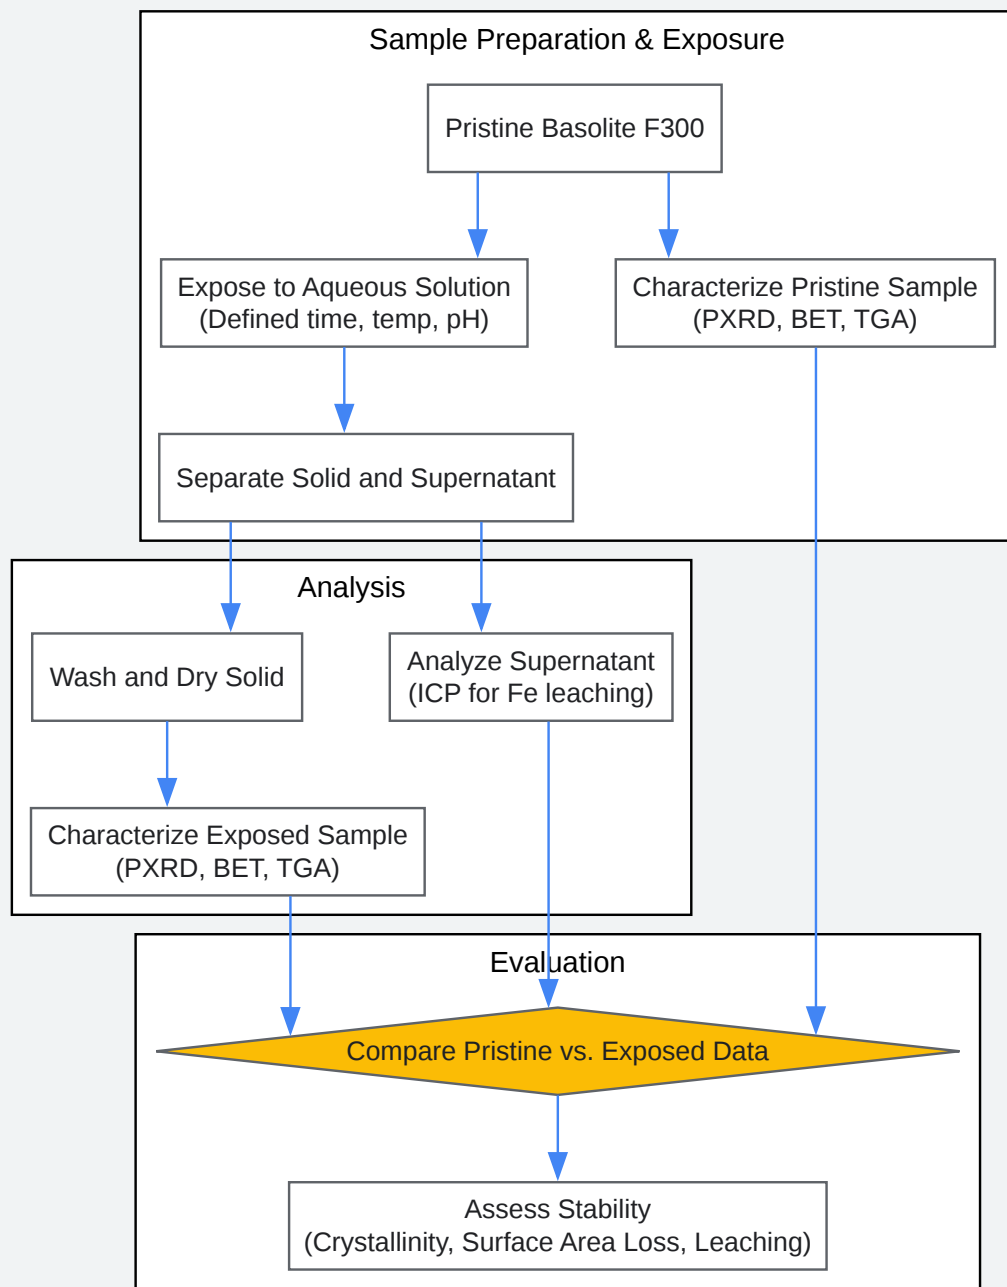 Sample Preparation & Exposure
Pristine Basolite F300
Expose to Aqueous Solution
(Defined time, temp, pH)
Characterize Pristine Sample
(PXRD, BET, TGA)
Separate Solid and Supernatant
Analysis
Wash and Dry Solid
Analyze Supernatant
(ICP for Fe leaching)
Characterize Exposed Sample
(PXRD, BET, TGA)
Evaluation
Compare Pristine vs. Exposed Data
Assess Stability
(Crystallinity, Surface Area Loss, Leaching)